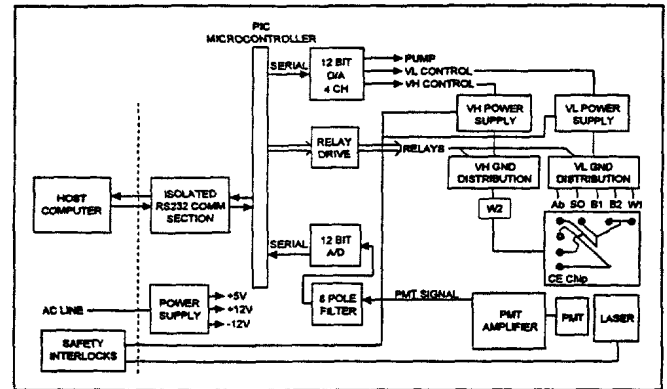 PIC
MICROCONTROLLER
SERIAL
12 BIT
D/A
4 CH
PUMP
VL CONTROL
VH CONTROL
VH POWER
SUPPLY
VL POWER
SUPPLY
RELAY
DRIVE
RELAYS
VH GND
DISTRIBUTION
VL GND
DISTRIBUTION
HOST
COMPUTER
ISOLATED
RS232 COMM
SECTION
W2
Ab SO B1 B2 W1
SERIAL
12 BIT
A/D
CE Chip
AC LINE
POWER
SUPPLY
+5V
+12V
-12V
8 POLE
FILTER
PMT SIGNAL
PMT
AMPLIFIER
PMT
LASER
SAFETY
INTERLOCKS